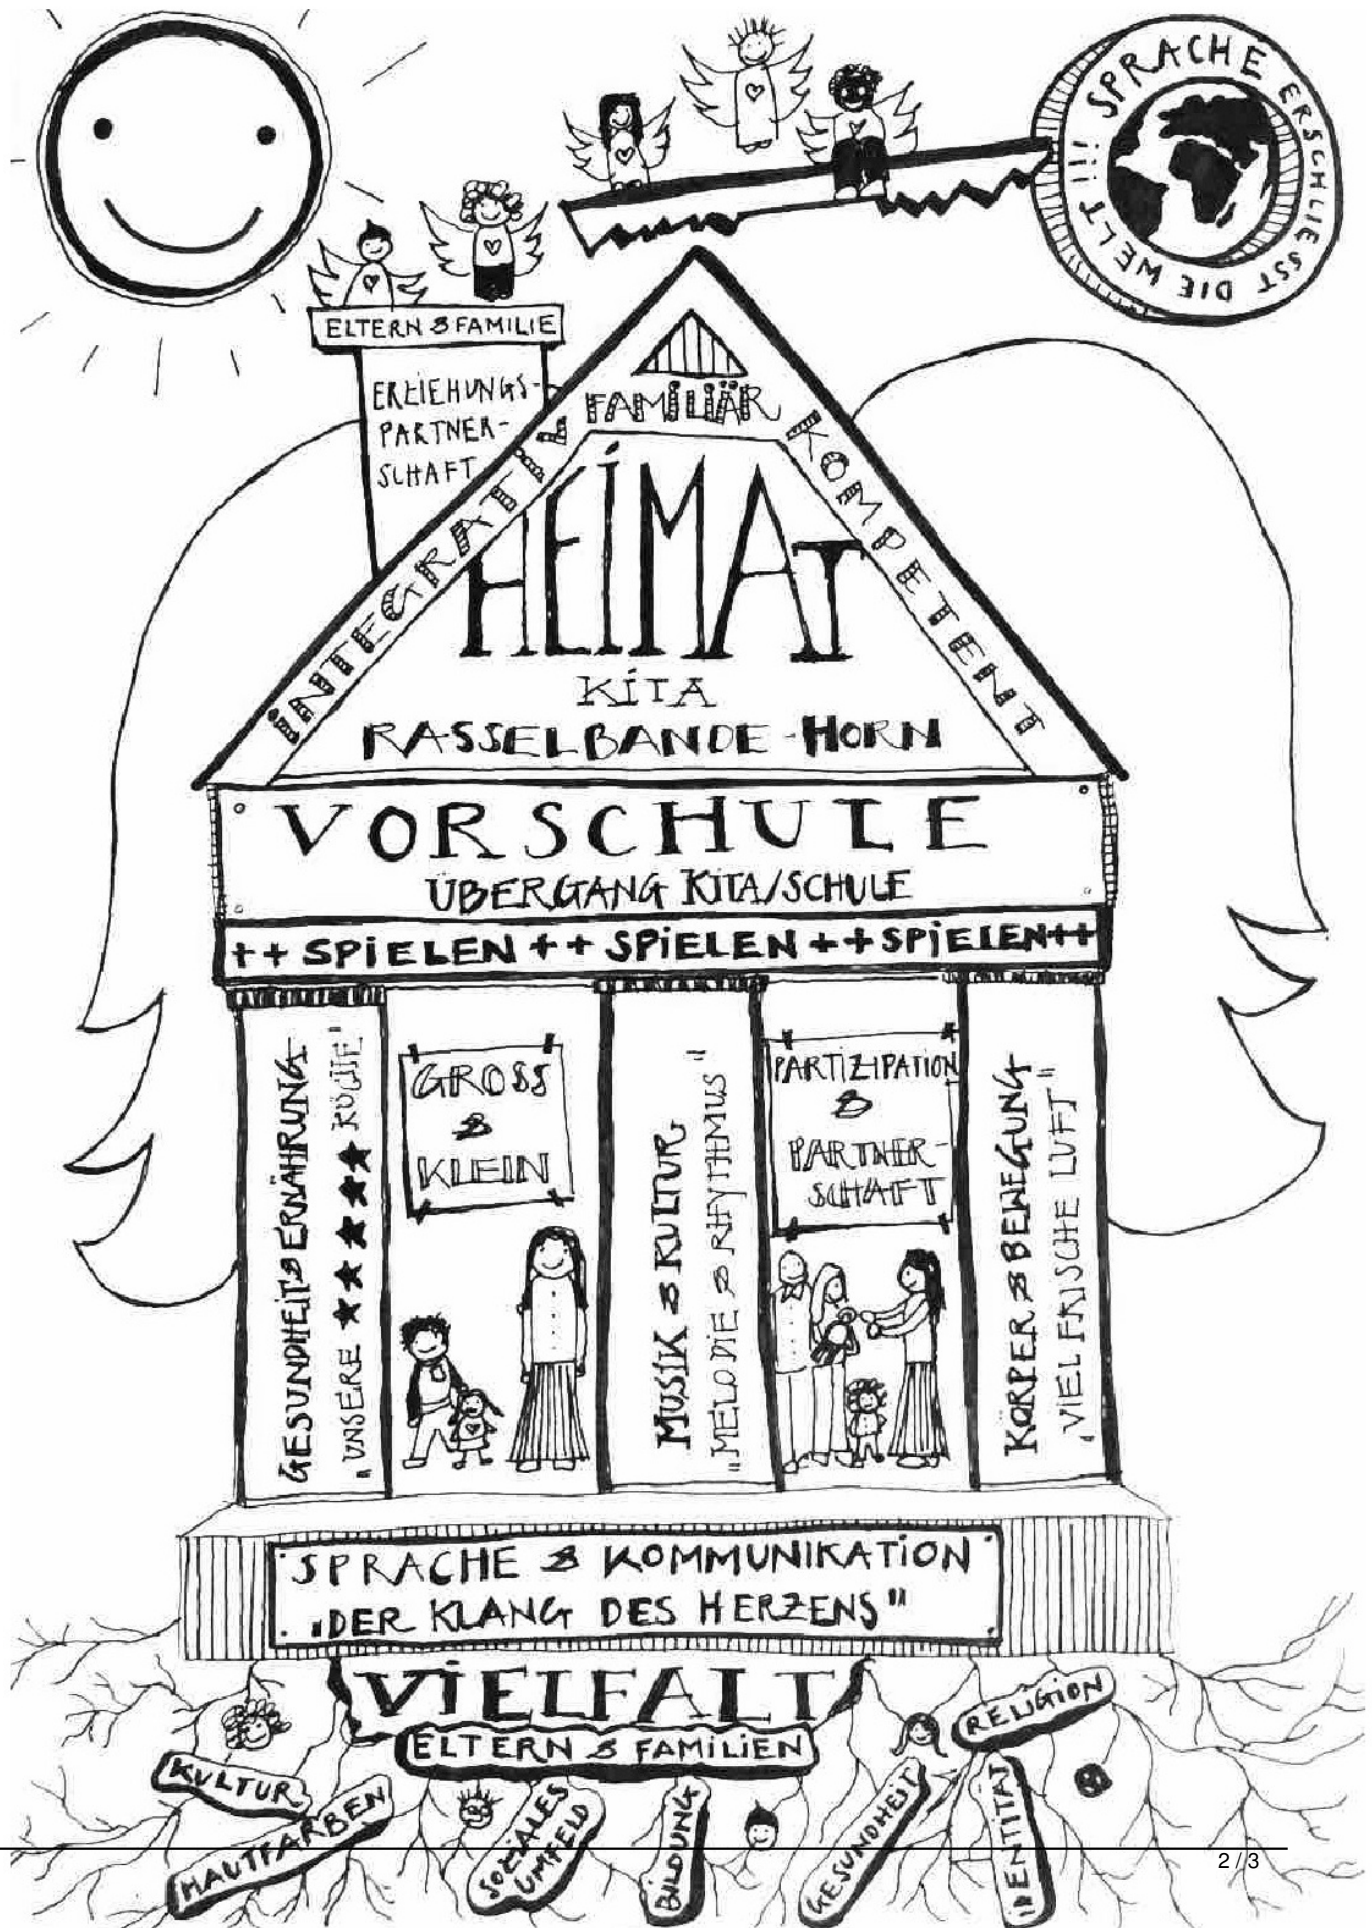 SPRACHE ERSCHLIESST DIE WELT!!!
ELTERN & FAMILIE
ERZIEHUNGS-
PARTNER-
SCHAFT
INTEGRATIV
FAMILIÄR
KOMPETENT
HEIMAT
KITA
RASSELBANDE-HORN
VORSCHULE
ÜBERGANG KITA/SCHULE
++ SPIELEN ++ SPIELEN ++ SPIELEN ++
GESUNDHEIT & ERNÄHRUNG
„UNSERE ★★★★★ KÜCHE"
GROSS
&
KLEIN
MUSIK & KULTUR
„MELODIE & RHYTHMUS"
PARTIZIPATION
&
PARTNER-
SCHAFT
KÖRPER & BEWEGUNG
„VIEL FRISCHE LUFT"
SPRACHE & KOMMUNIKATION
„DER KLANG DES HERZENS"
VIELFALT
ELTERN & FAMILIEN
KULTUR
HAUTFARBEN
SOZIALES
UMFELD
BILDUNG
GESUNDHEIT
RELIGION
IDENTITÄT
2 / 3